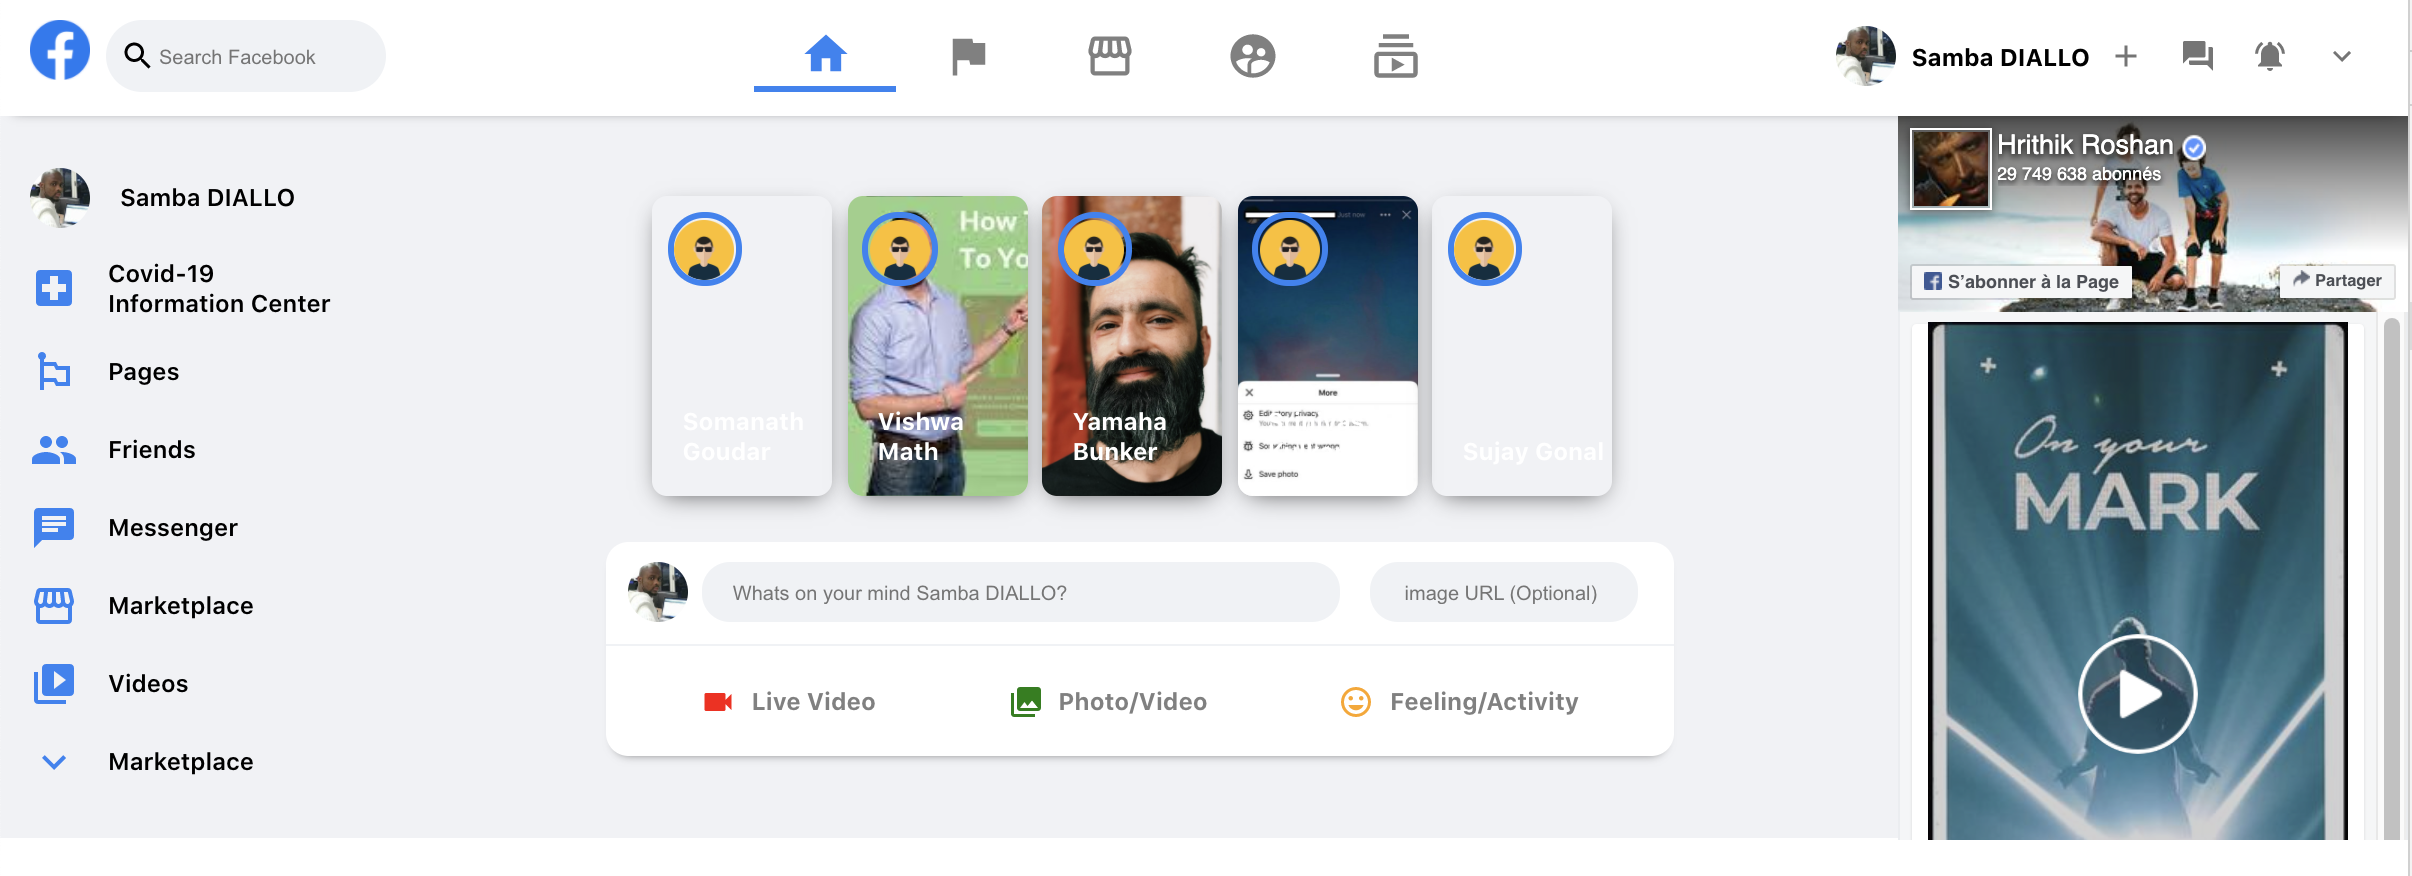 Search Facebook
Samba DIALLO
Samba DIALLO
Covid-19
Information Center
Pages
Friends
Messenger
Marketplace
Videos
Marketplace
Somanath
Goudar
How
To Yo
Vishwa
Math
Yamaha
Bunker
Just now
More
Edit story privacy
Save photo
Sujay Gonal
Whats on your mind Samba DIALLO?
image URL (Optional)
Live Video
Photo/Video
Feeling/Activity
Hrithik Roshan
29 749 638 abonnés
S'abonner à la Page
Partager
On your
MARK